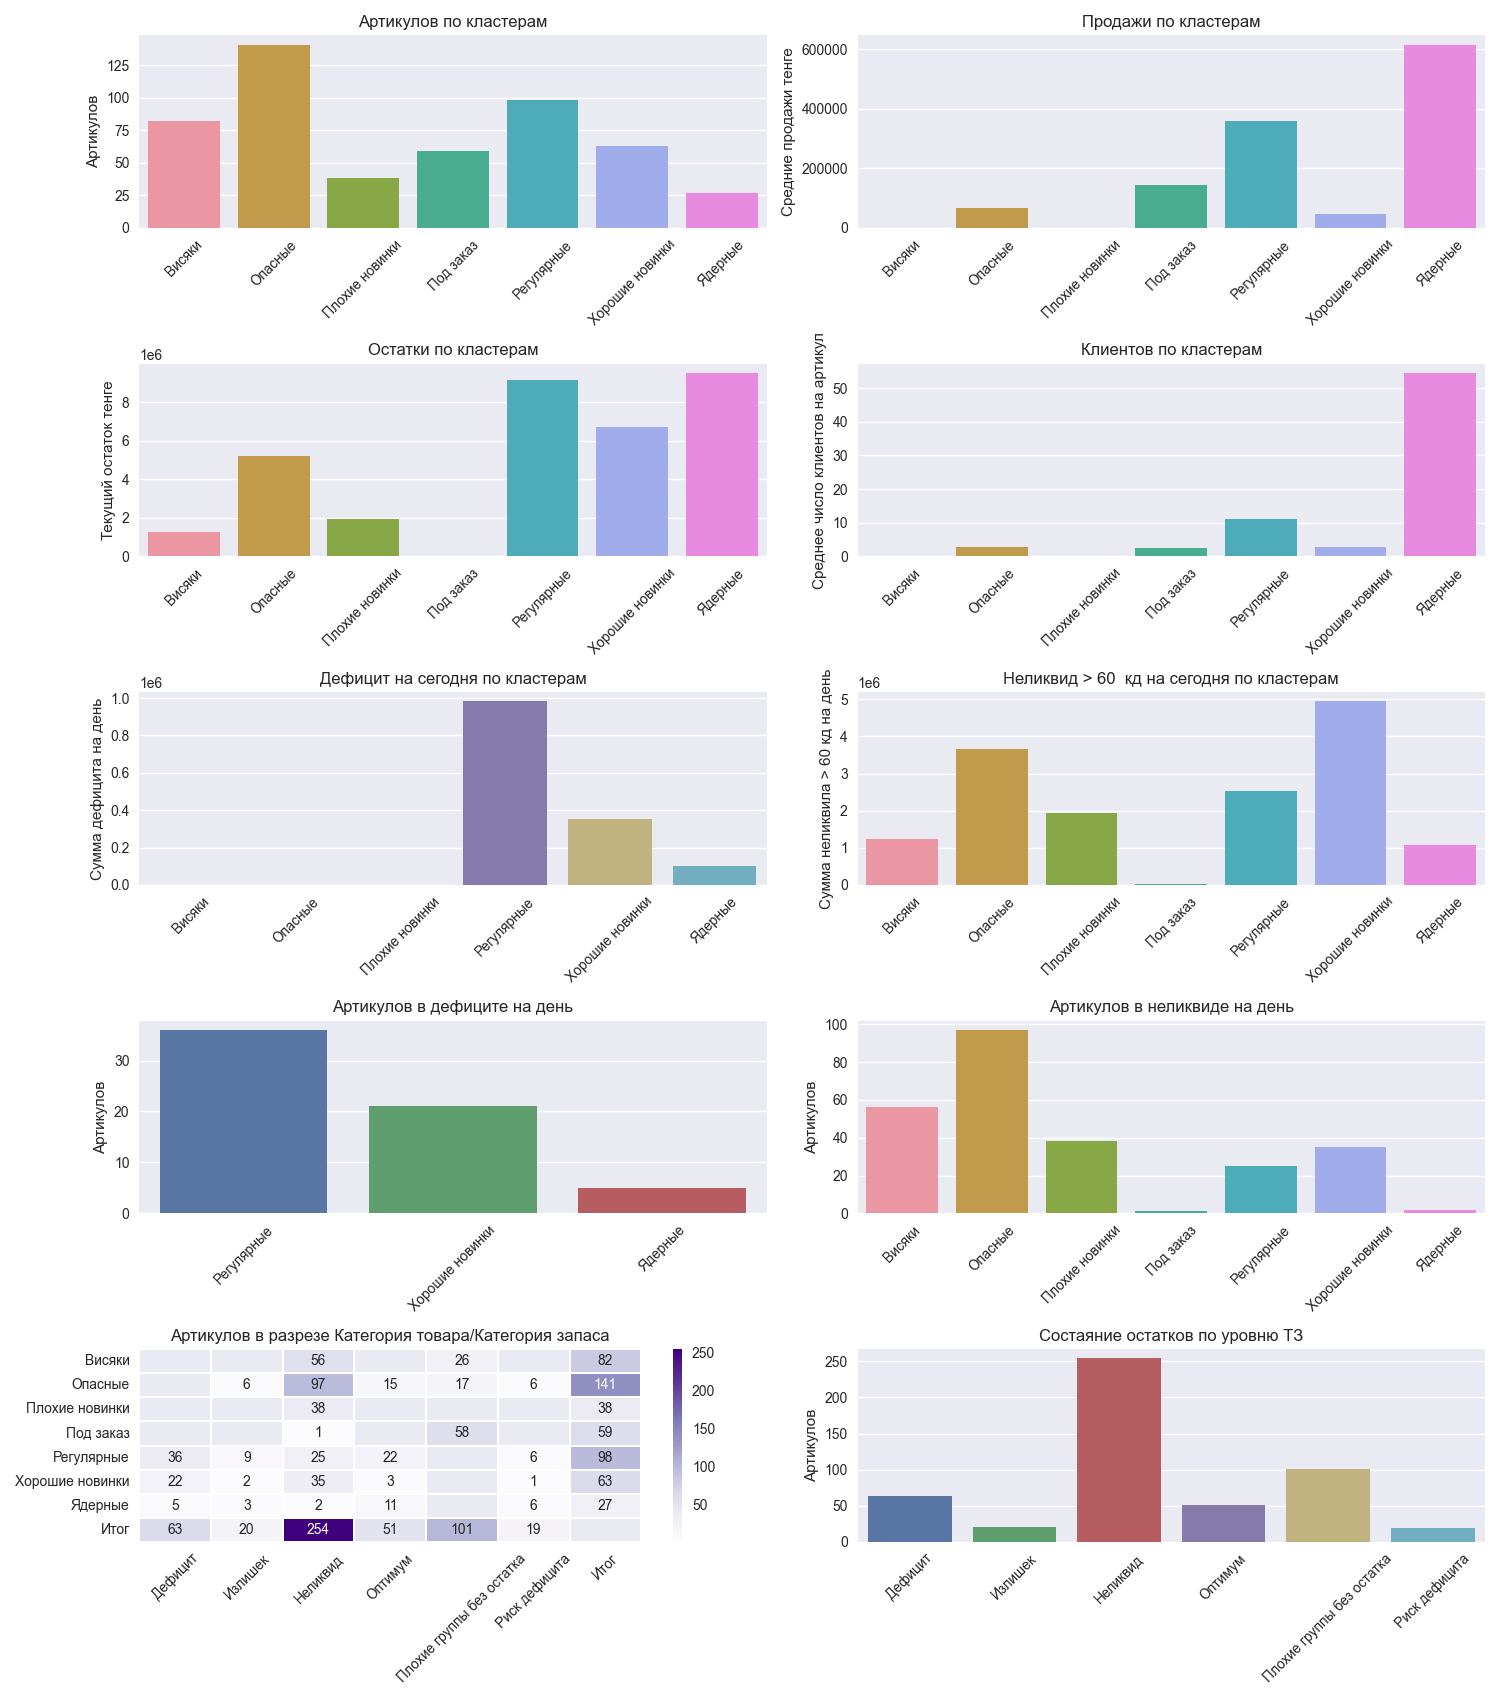 Артикулов по кластерам
Артикулов
125
100
75
50
25
0
Висяки
Опасные
Плохие новинки
Под заказ
Регулярные
Хорошие новинки
Ядерные
Продажи по кластерам
Средние продажи тенге
600000
400000
200000
0
Висяки
Опасные
Плохие новинки
Под заказ
Регулярные
Хорошие новинки
Ядерные
Остатки по кластерам
1e6
Текущий остаток тенге
8
6
4
2
0
Висяки
Опасные
Плохие новинки
Под заказ
Регулярные
Хорошие новинки
Ядерные
Клиентов по кластерам
Среднее число клиентов на артикул
50
40
30
20
10
0
Висяки
Опасные
Плохие новинки
Под заказ
Регулярные
Хорошие новинки
Ядерные
Дефицит на сегодня по кластерам
1e6
Сумма дефицита на день
1.0
0.8
0.6
0.4
0.2
0.0
Висяки
Опасные
Плохие новинки
Регулярные
Хорошие новинки
Ядерные
Неликвид > 60  кд на сегодня по кластерам
1e6
Сумма неликвила > 60 кд на день
5
4
3
2
1
0
Висяки
Опасные
Плохие новинки
Под заказ
Регулярные
Хорошие новинки
Ядерные
Артикулов в дефиците на день
Артикулов
30
20
10
0
Регулярные
Хорошие новинки
Ядерные
Артикулов в неликвиде на день
Артикулов
100
80
60
40
20
0
Висяки
Опасные
Плохие новинки
Под заказ
Регулярные
Хорошие новинки
Ядерные
Артикулов в разрезе Категория товара/Категория запаса
Висяки 56 26 82
Опасные 6 97 15 17 6 141
Плохие новинки 38 38
Под заказ 1 58 59
Регулярные 36 9 25 22 6 98
Хорошие новинки 22 2 35 3 1 63
Ядерные 5 3 2 11 6 27
Итог 63 20 254 51 101 19
Дефицит
Излишек
Неликвид
Оптимум
Плохие группы без остатка
Риск дефицита
Итог
250
200
150
100
50
Состаяние остатков по уровню ТЗ
Артикулов
250
200
150
100
50
0
Дефицит
Излишек
Неликвид
Оптимум
Плохие группы без остатка
Риск дефицита